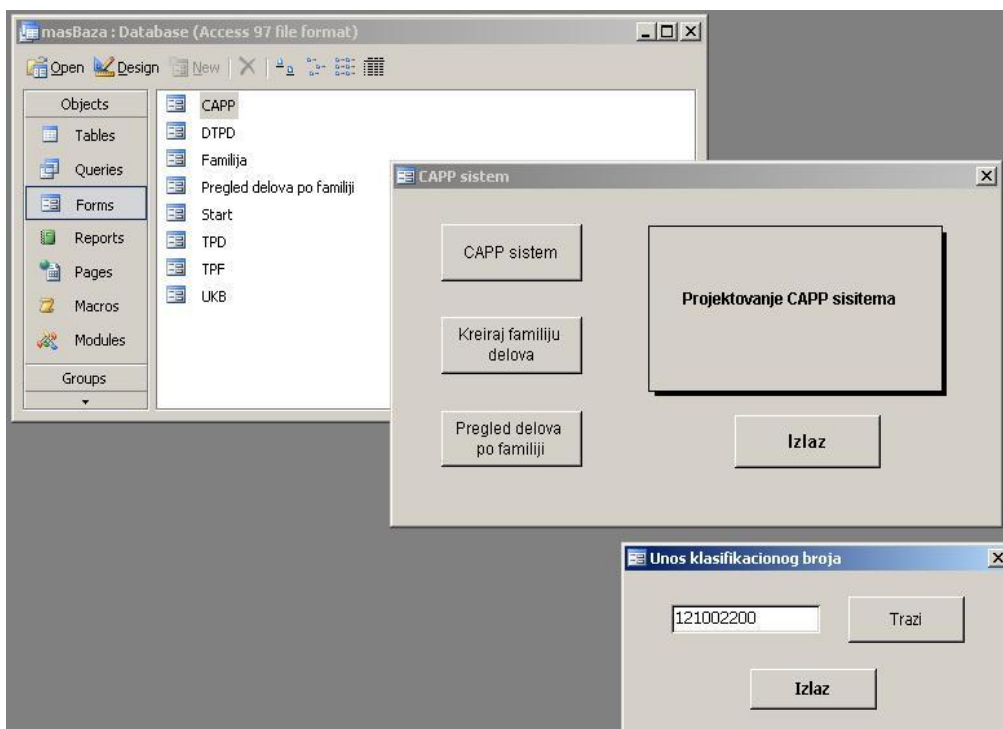 masBaza : Database (Access 97 file format)
Open Design New
Objects
Tables
Queries
Forms
Reports
Pages
Macros
Modules
Groups
CAPP
DTPD
Familija
Pregled delova po familiji
Start
TPD
TPF
UKB
CAPP sistem
CAPP sistem
Kreiraj familiju
delova
Pregled delova
po familiji
Projektovanje CAPP sisitema
Izlaz
Unos klasifikacionog broja
121002200
Trazi
Izlaz